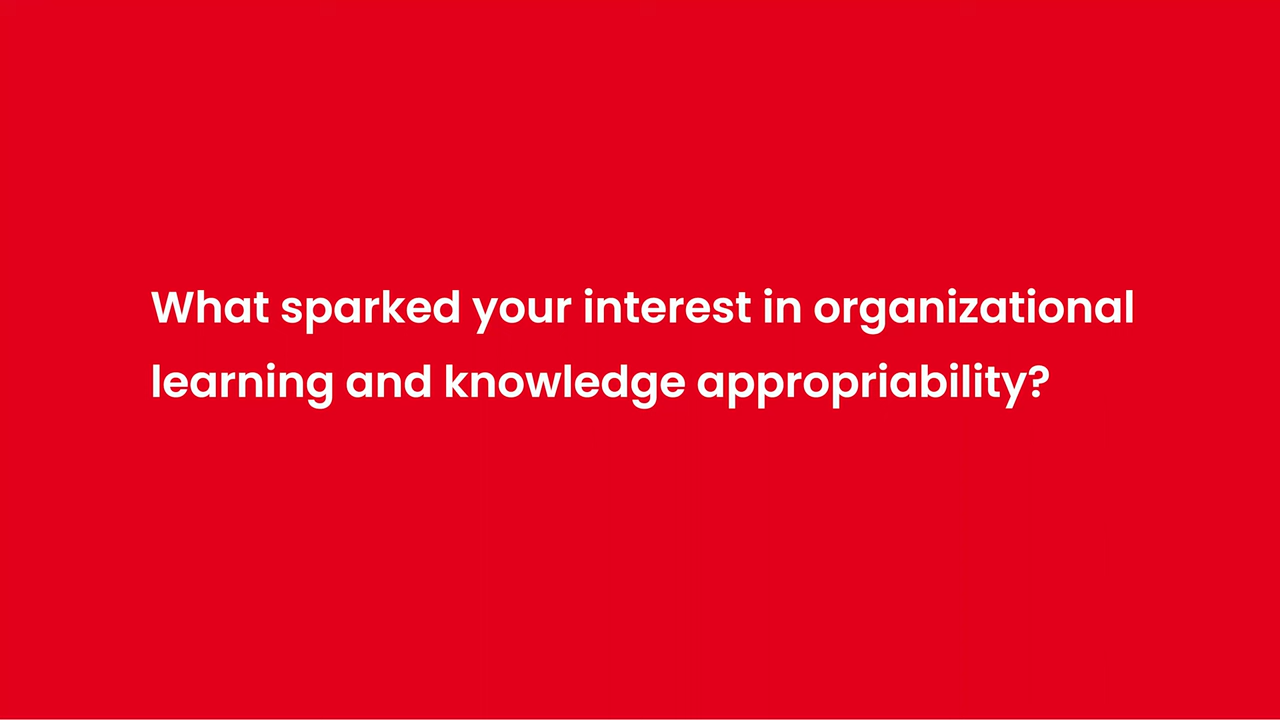 What sparked your interest in organizational
learning and knowledge appropriability?